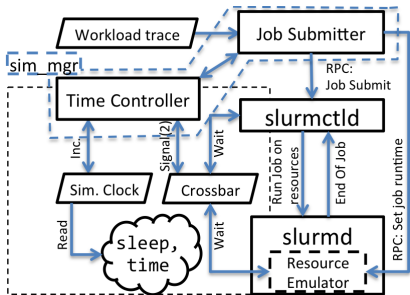 Workload trace
Job Submitter
sim_mgr
RPC:
Job Submit
Time Controller
slurmctld
Inc.
Signal(2)
Wait
Run Job on
resources
End Of Job
RPC: Set job runtime
Sim. Clock
Crossbar
Read
sleep,
time
Wait
slurmd
Resource
Emulator